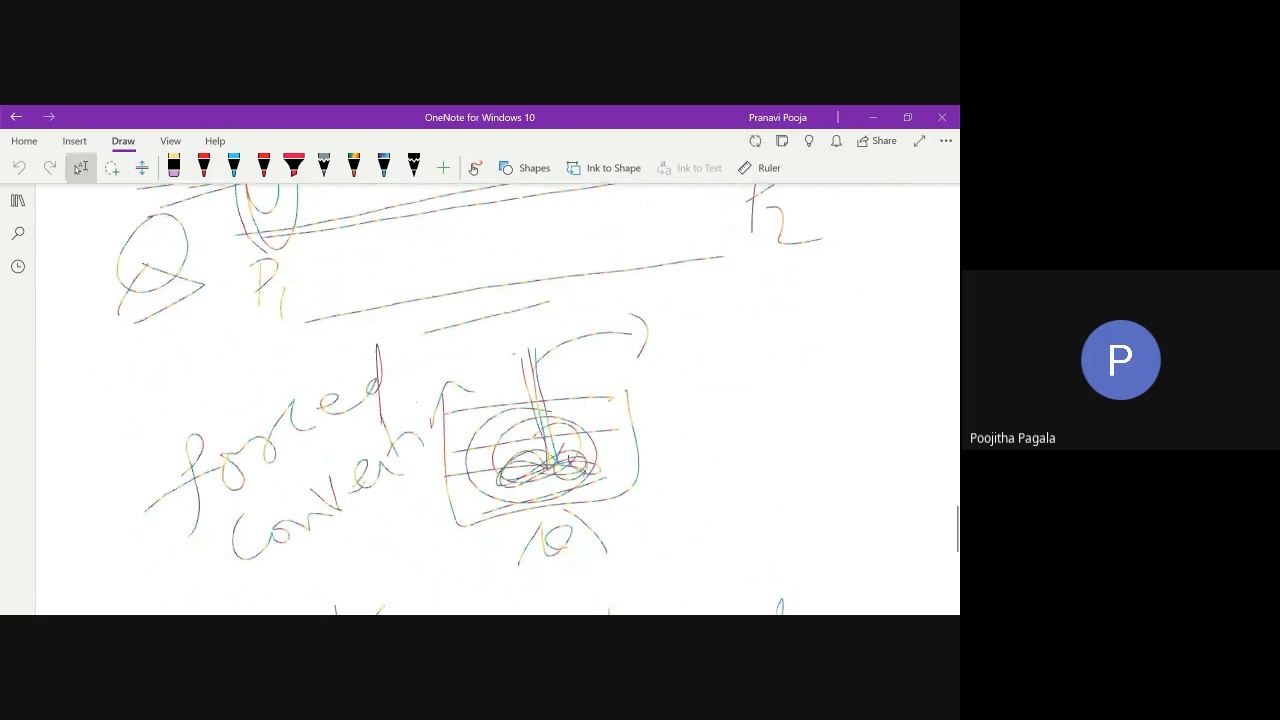 OneNote for Windows 10
Pranavi Pooja
Home Insert Draw View Help
Share
Shapes Ink to Shape Ink to Text Ruler
P1
forced
P
Poojitha Pagala